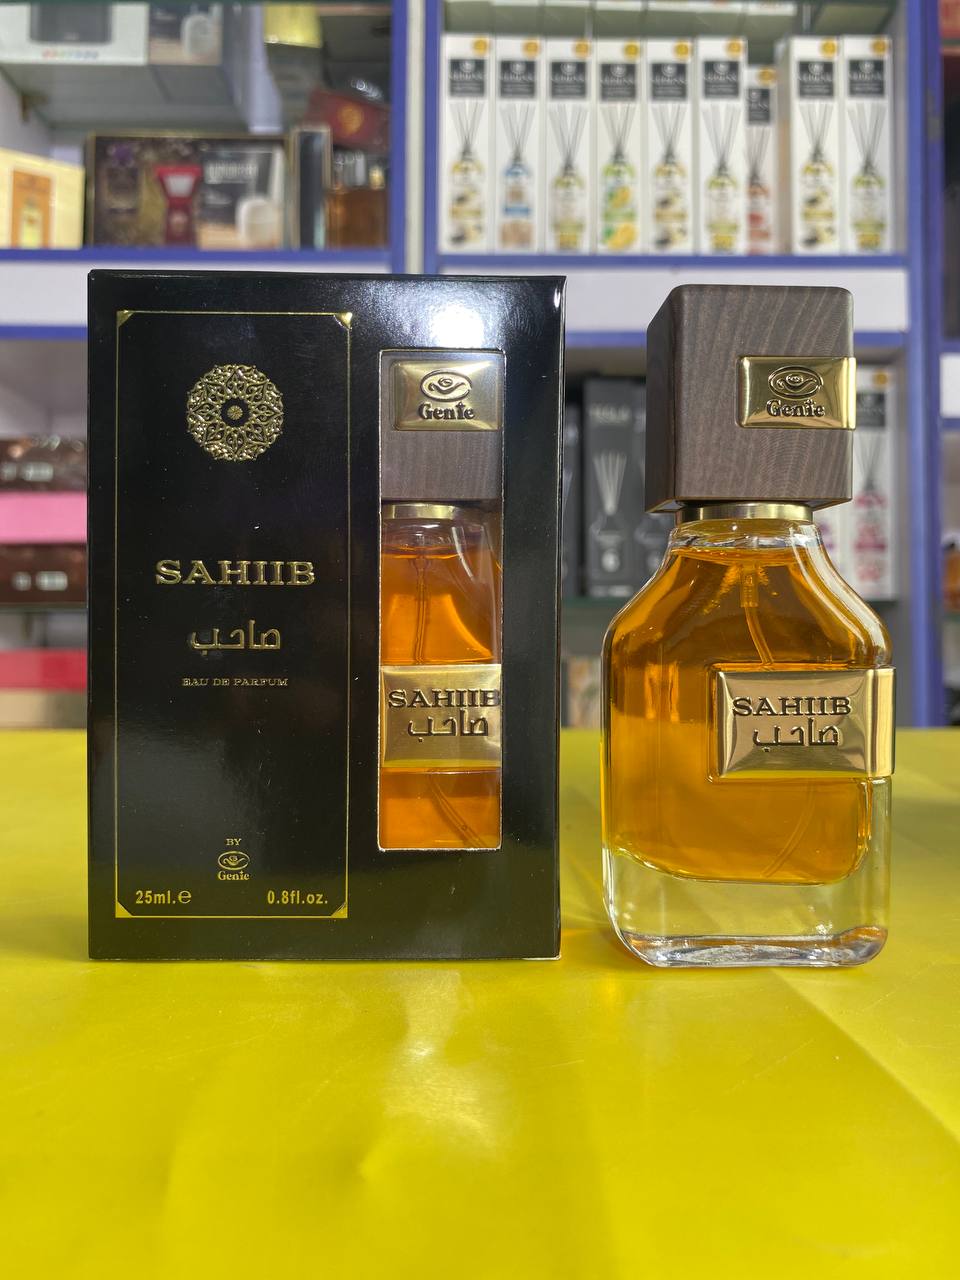 SAHIIB
صاحب
EAU DE PARFUM
BY
Genie
25ml.e 0.8fl.oz.
Genie
SAHIIB
صاحب
Genie
SAHIIB
صاحب